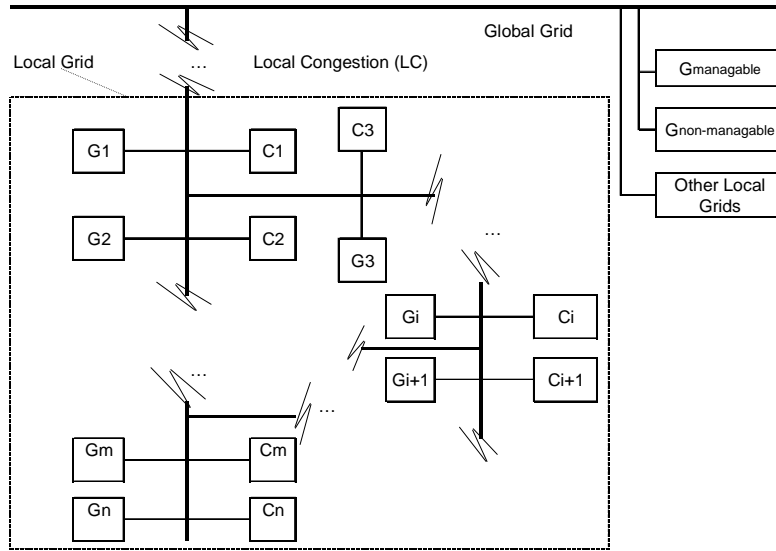 Global Grid
...
Local Grid
Local Congestion (LC)
Gmanagable
G1
C1
C3
Gnon-managable
Other Local
Grids
G2
C2
G3
...
Gi
Ci
...
Gi+1
Ci+1
...
Gm
Cm
Gn
Cn